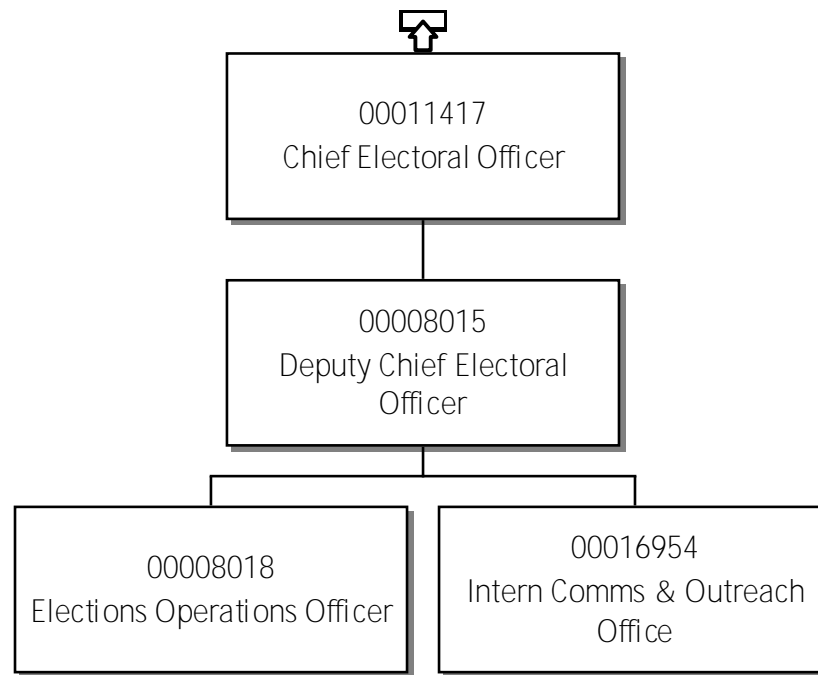 00011417
Chief Electoral Officer
00008015
Deputy Chief Electoral
Officer
00008018
Elections Operations Officer
00016954
Intern Comms & Outreach
Office